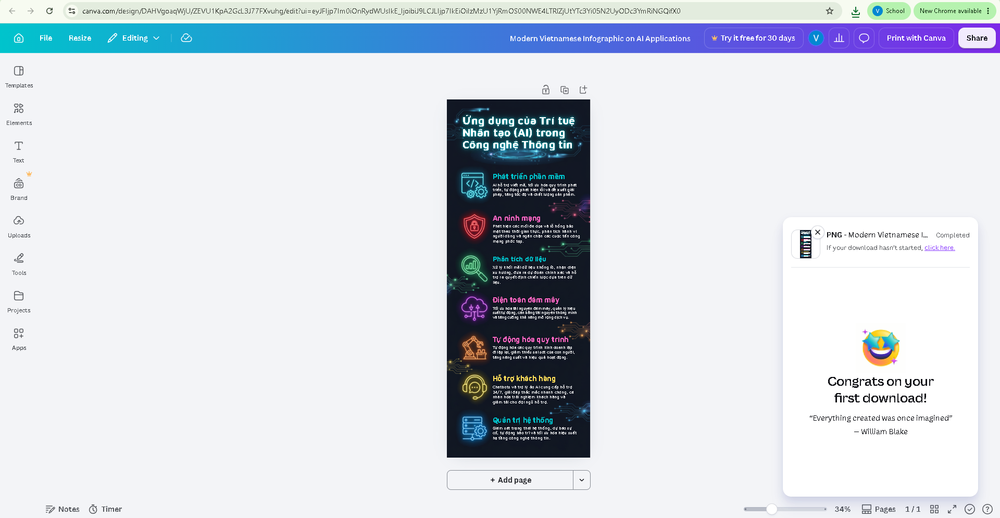 canva.com/design/DAHVgoaqWjU/ZEVU1KpA2GcL3J77FXvuhg/edit?ui=eyJFIjp7Im0iOnRydWUsIkE_IjoibiJ9LCJLIjp7IkEiOiIzMzU1YjRmOS00NWE4LTRlZjUtYTc3Yi05N2UyODc3YmRiNGQifX0
V School
New Chrome available
File
Resize
Editing
Modern Vietnamese Infographic on AI Applications
Try it free for 30 days
V
Print with Canva
Share
Templates
Elements
Text
Brand
Uploads
Tools
Projects
Apps
Ứng dụng của Trí tuệ
Nhân tạo (AI) trong
Công nghệ Thông tin
Phát triển phần mềm
AI hỗ trợ viết mã, tối ưu hóa quy trình phát
triển, tự động phát hiện lỗi và đề xuất giải
pháp, tăng tốc độ và chất lượng sản phẩm.
An ninh mạng
Phát hiện các mối đe dọa và lỗ hổng bảo
mật theo thời gian thực, phân tích hành vi
người dùng và ngăn chặn các cuộc tấn công
mạng phức tạp.
Phân tích dữ liệu
Xử lý khối mãi dữ liệu khổng lồ, nhận diện
xu hướng, đưa ra dự đoán chính xác và hỗ
trợ ra quyết định chiến lược dựa trên dữ
liệu.
Điện toán đám mây
Tối ưu hóa tài nguyên đám mây, quản lý hiệu
suất tự động, cân bằng tài nguyên thông minh
và tăng cường khả năng mở rộng dịch vụ.
Tự động hóa quy trình
Tự động hóa các quy trình kinh doanh lặp
đi lặp lại, giảm thiểu sai sót của con người,
tăng năng suất và hiệu quả hoạt động.
Hỗ trợ khách hàng
Chatbots và trợ lý ảo AI cung cấp hỗ trợ
24/7, giải đáp thắc mắc nhanh chóng, cá
nhân hóa trải nghiệm khách hàng và
giảm tải cho đội ngũ hỗ trợ.
Quản trị hệ thống
Giám sát trạng thái hệ thống, dự báo sự
cố, tự động bảo trì và tối ưu hóa hiệu suất
hạ tầng công nghệ thông tin.
+ Add page
PNG - Modern Vietnamese I...
Completed
If your download hasn't started, click here.
Congrats on your
first download!
“Everything created was once imagined”
– William Blake
Notes
Timer
34%
Pages
1 / 1